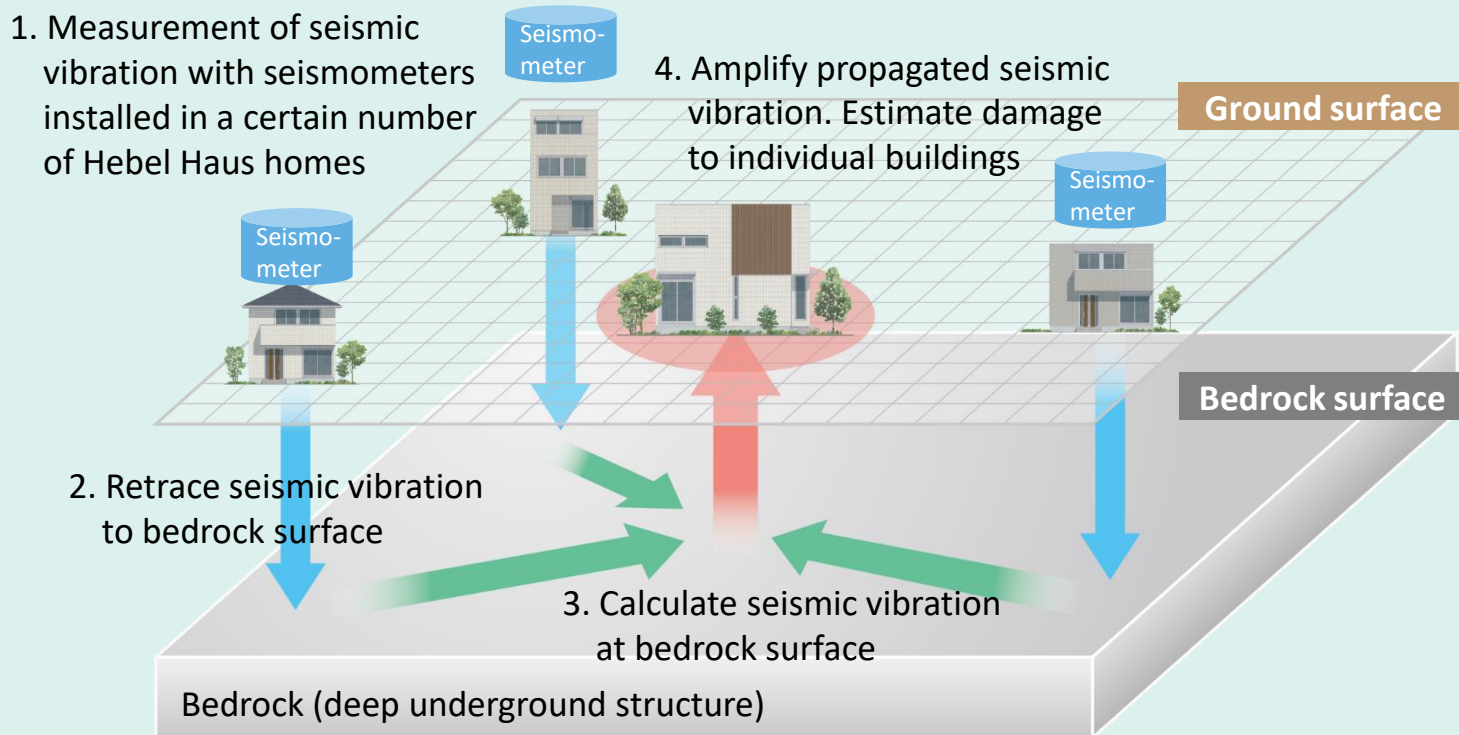 1. Measurement of seismic
vibration with seismometers
installed in a certain number
of Hebel Haus homes
Seismo-
meter
4. Amplify propagated seismic
vibration. Estimate damage
to individual buildings
Ground surface
Seismo-
meter
Seismo-
meter
Bedrock surface
2. Retrace seismic vibration
to bedrock surface
3. Calculate seismic vibration
at bedrock surface
Bedrock (deep underground structure)